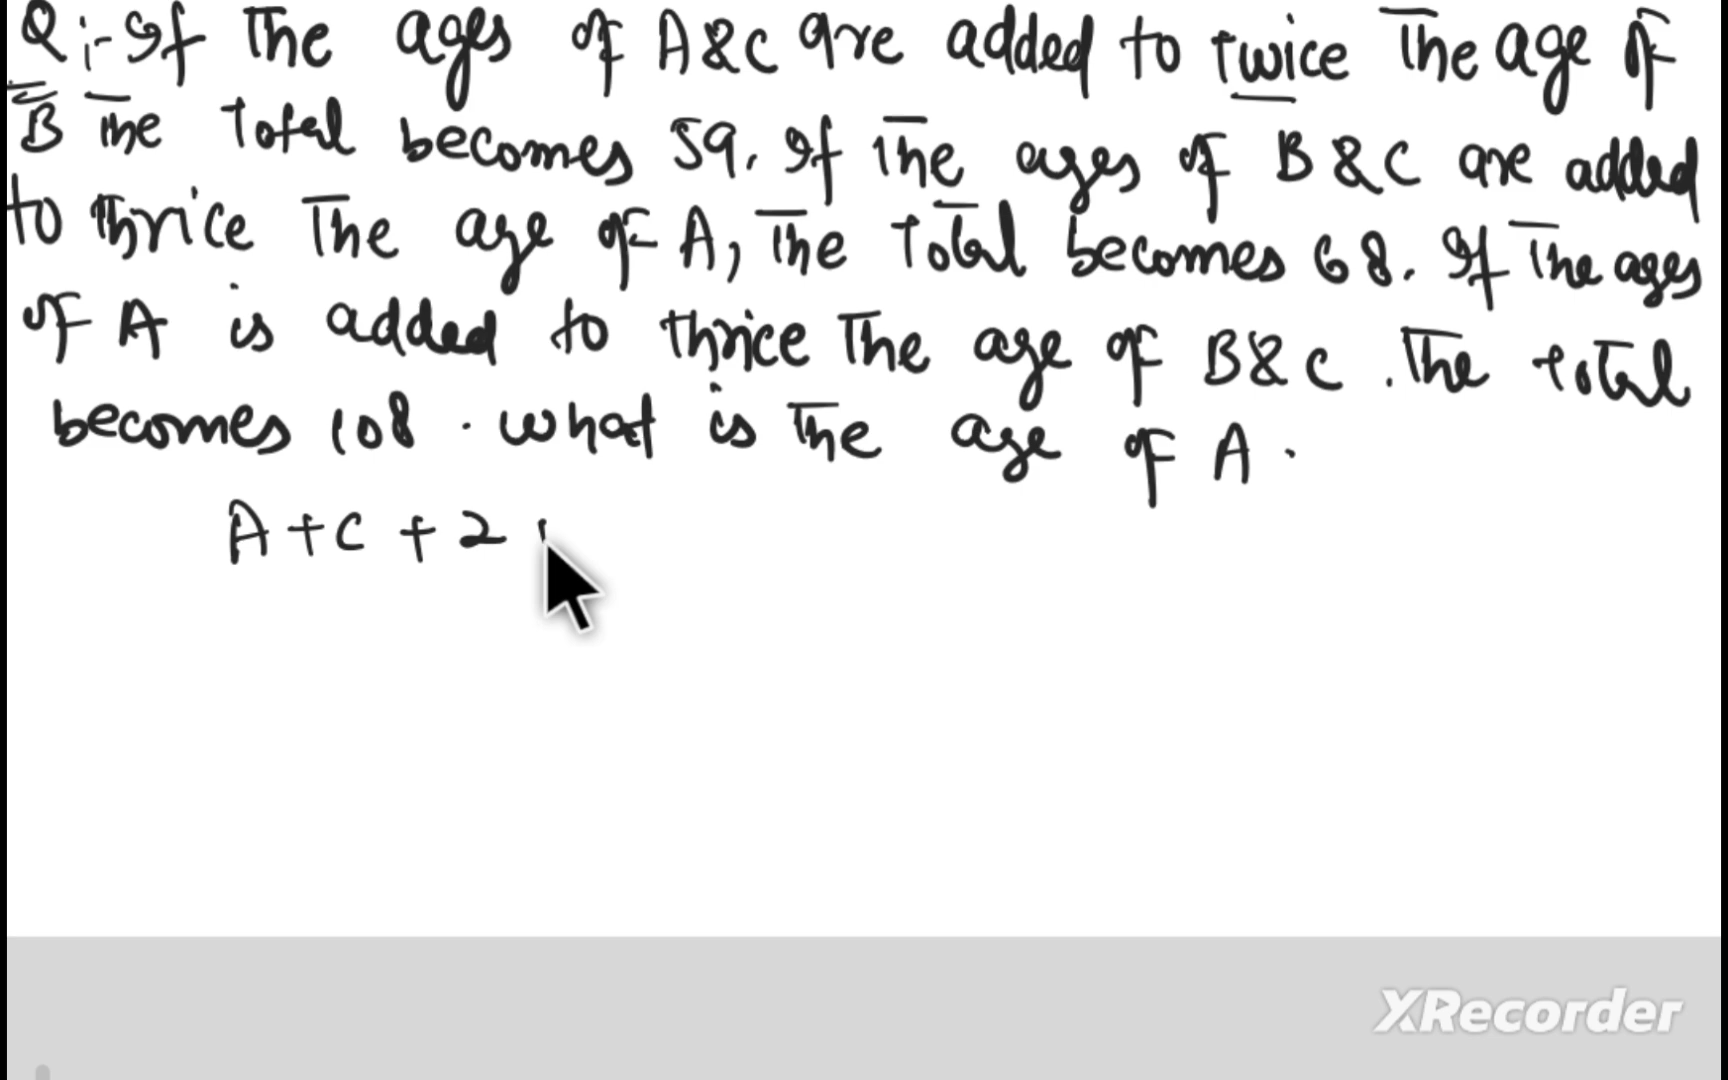 Q:- If The ages of A&C are added to twice The age of
B The Total becomes 59. If The ages of B&C are added
to thrice The age of A, The Total becomes 68. If The ages
of A is added to thrice The age of B&C. The total
becomes 108. what is The age of A.
A+C+2
XRecorder